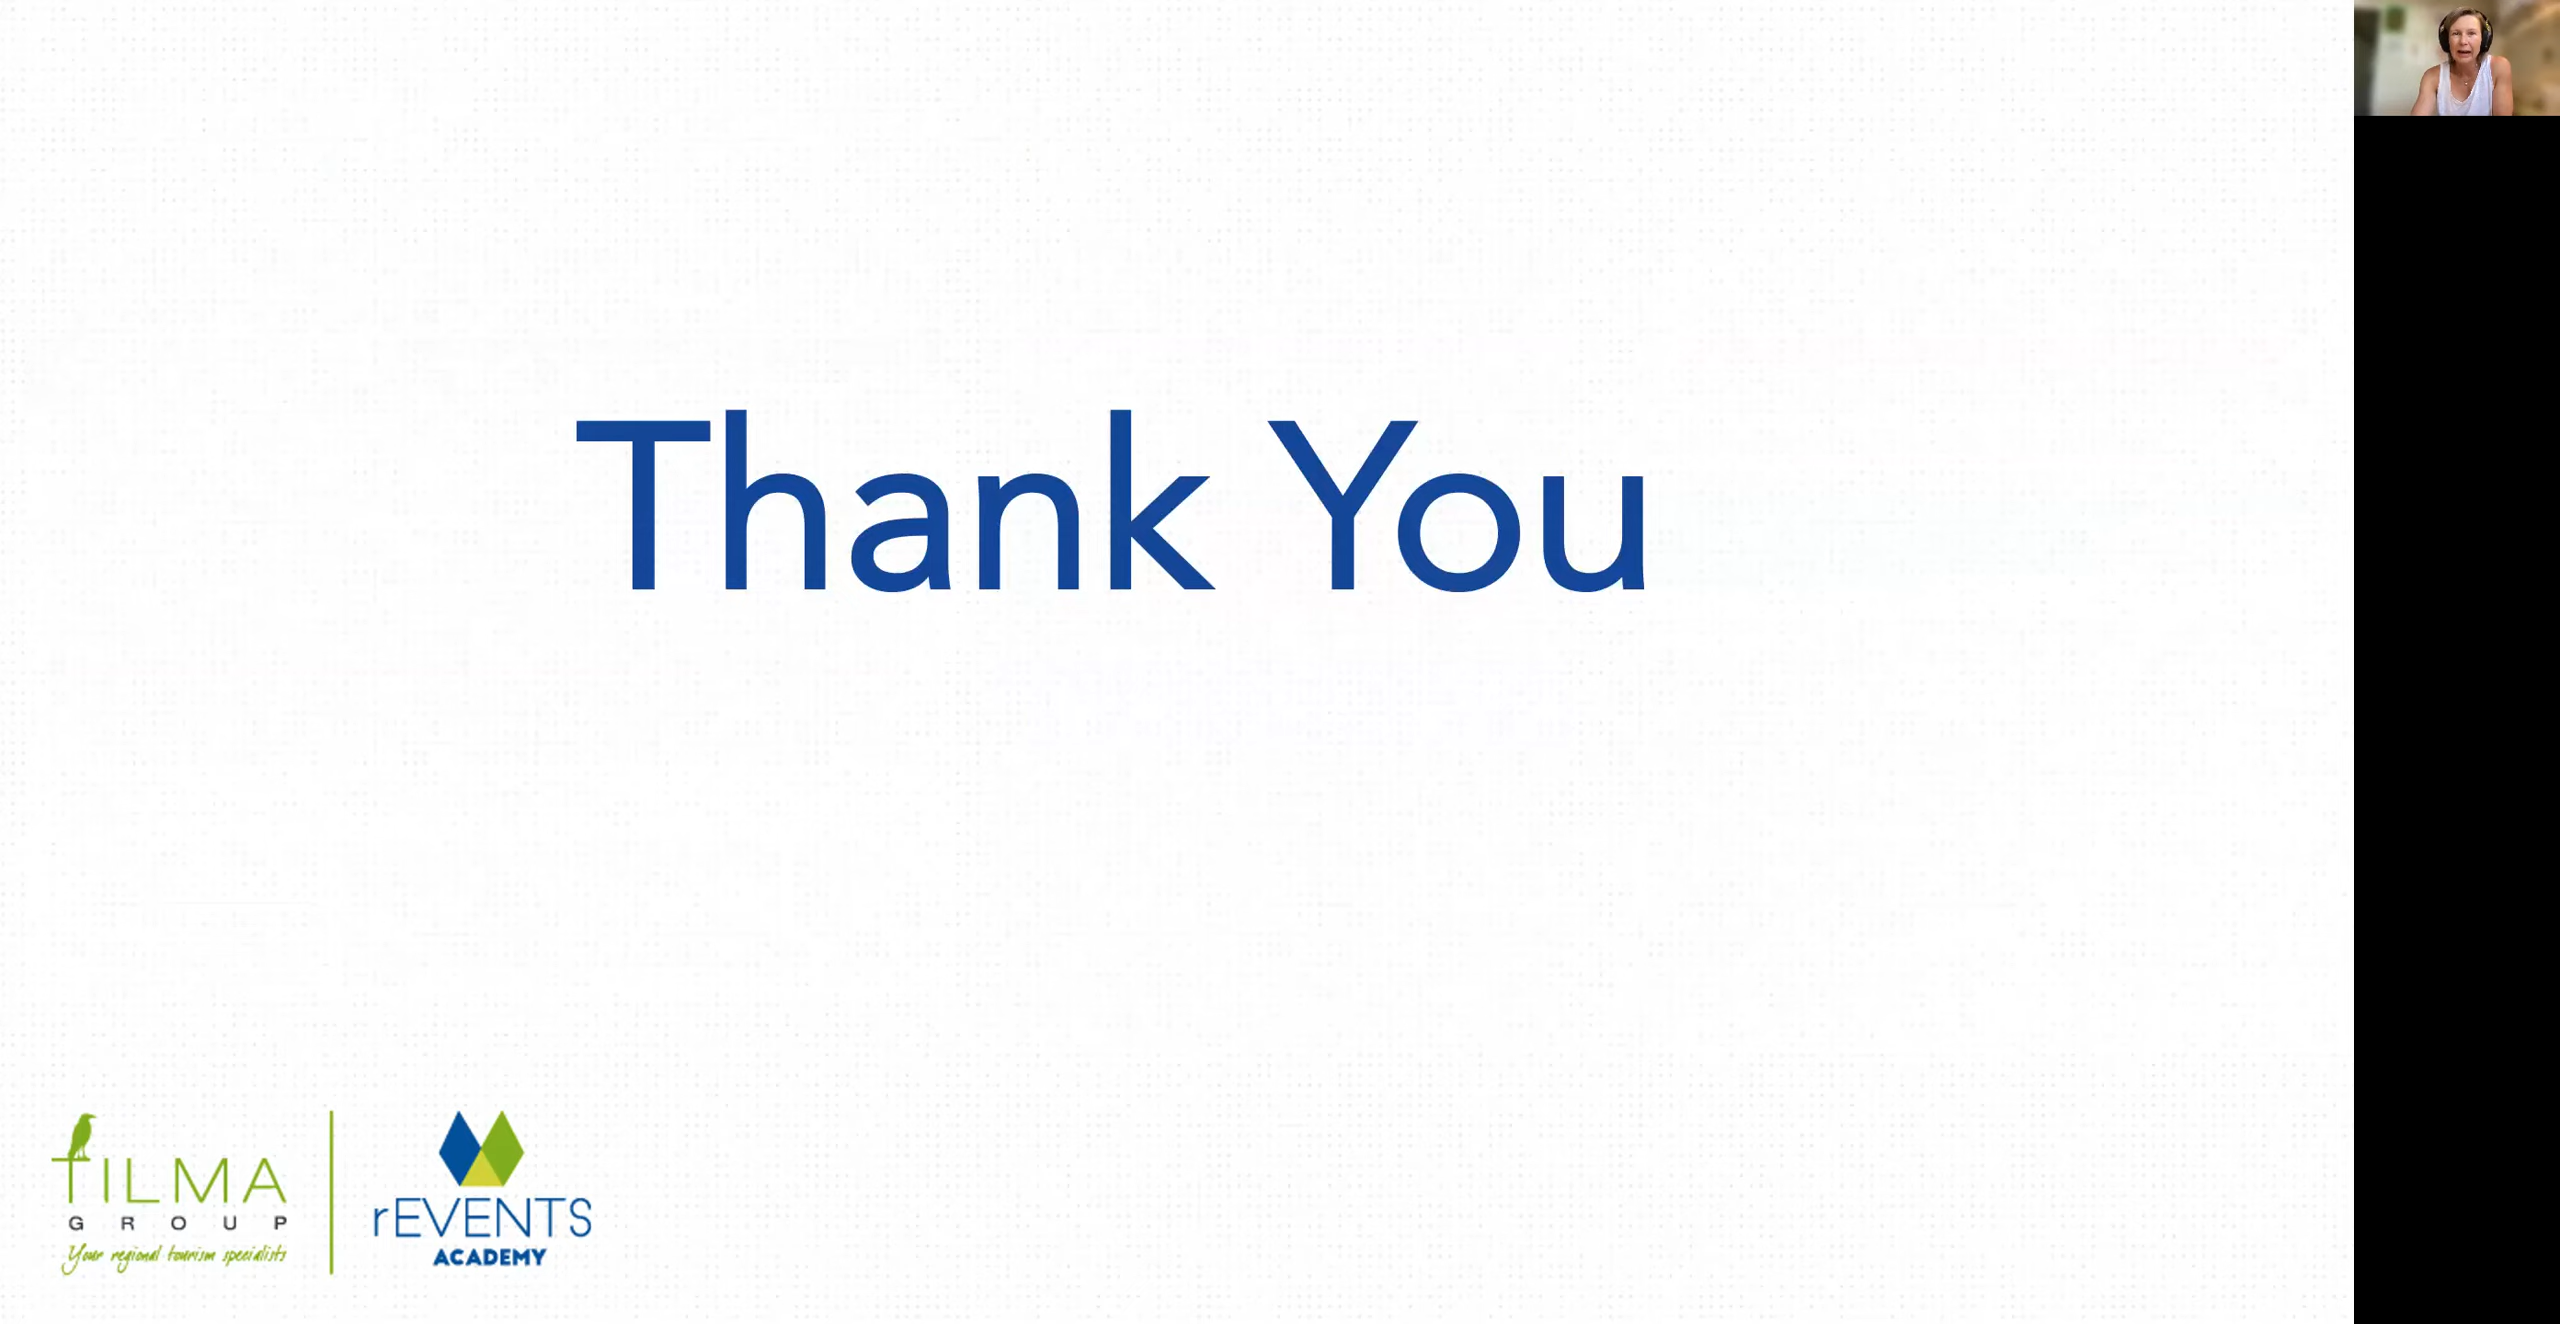 Thank You
TILMA
GROUP
Your regional tourism specialists
rEVENTS
ACADEMY